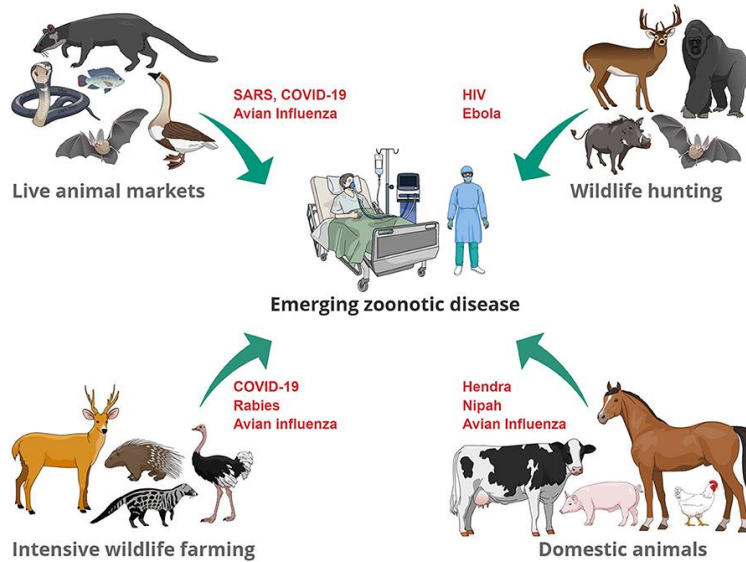 SARS, COVID-19
Avian Influenza
HIV
Ebola
Live animal markets
Wildlife hunting
Emerging zoonotic disease
COVID-19
Rabies
Avian influenza
Hendra
Nipah
Avian Influenza
Intensive wildlife farming
Domestic animals